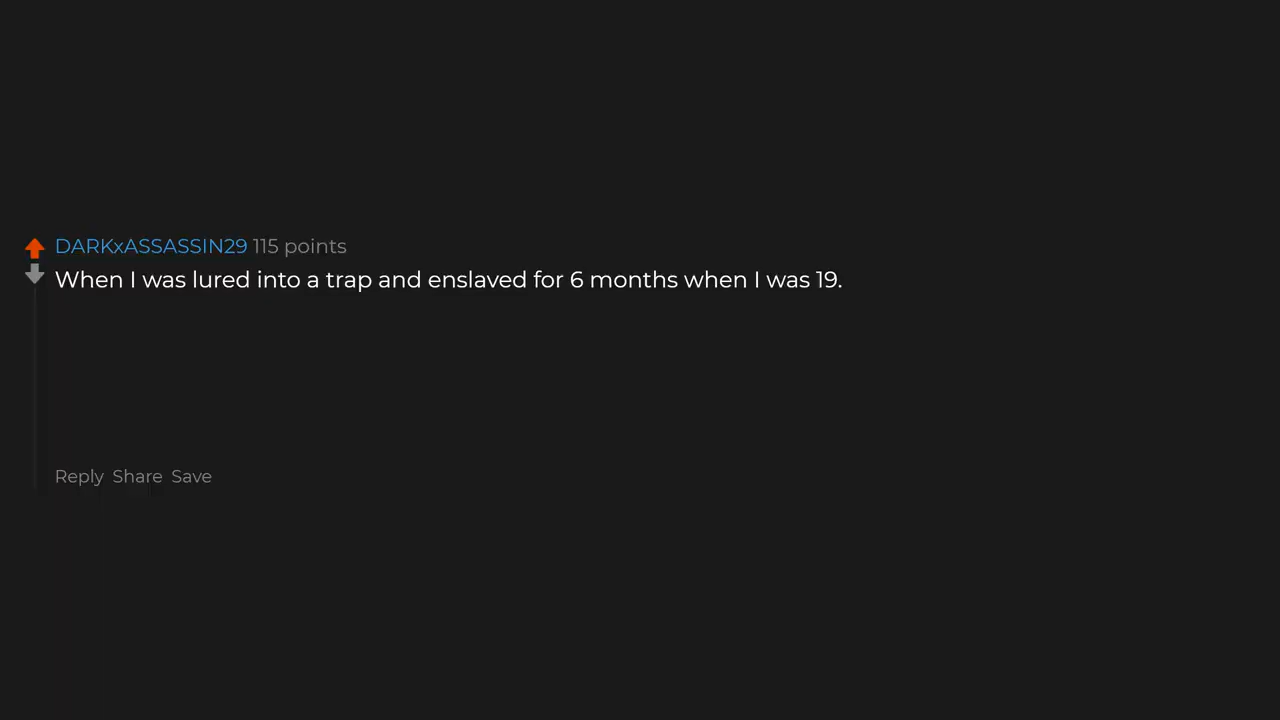 DARKxASSASSIN29 115 points
When I was lured into a trap and enslaved for 6 months when I was 19.
Reply Share Save